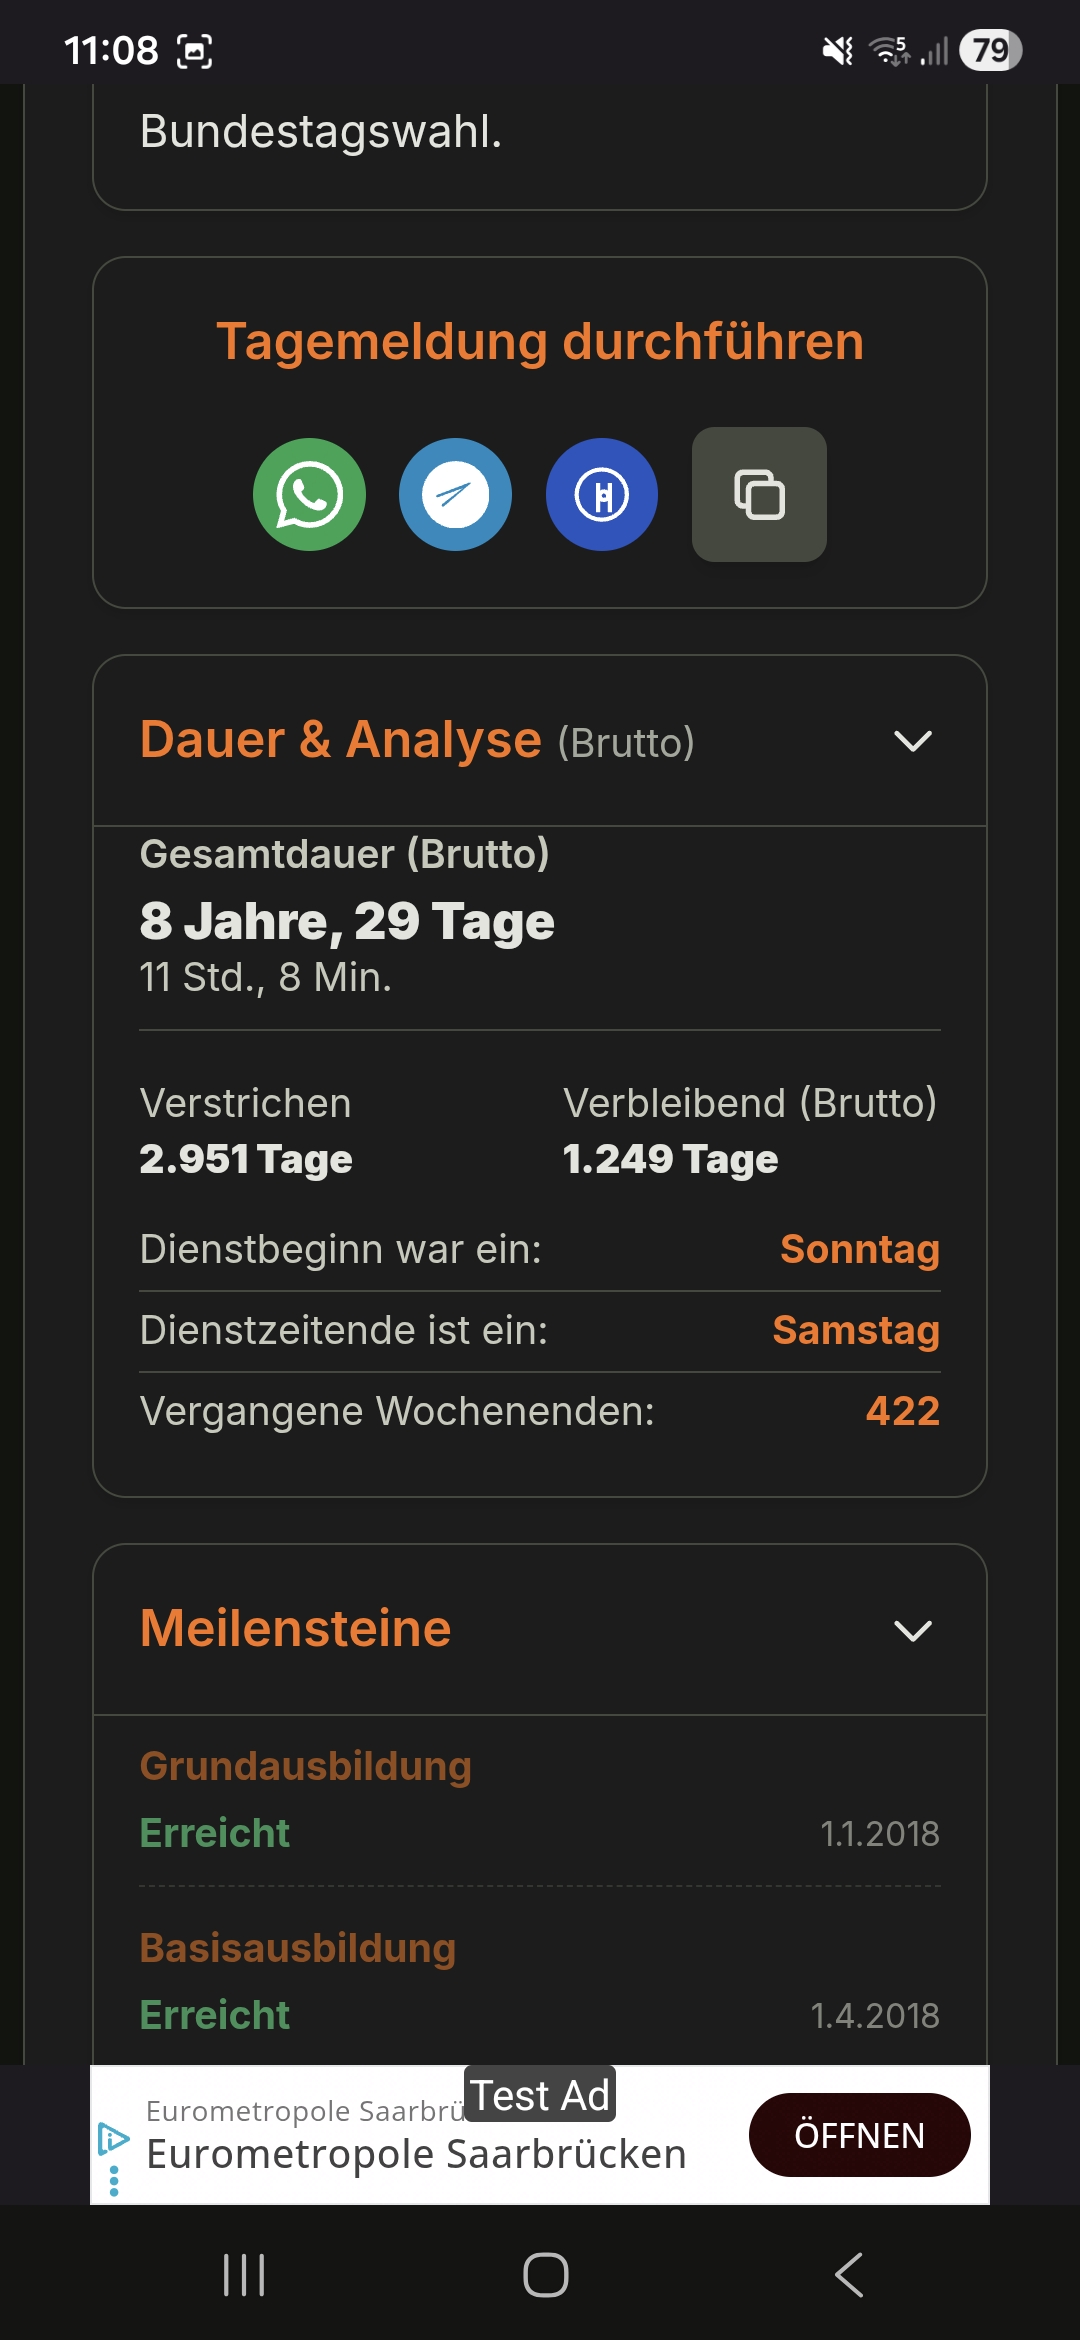 11:08
5
79
Bundestagswahl.
Tagemeldung durchführen
Dauer & Analyse (Brutto)
Gesamtdauer (Brutto)
8 Jahre, 29 Tage
11 Std., 8 Min.
Verstrichen
Verbleibend (Brutto)
2.951 Tage
1.249 Tage
Dienstbeginn war ein:
Sonntag
Dienstzeitende ist ein:
Samstag
Vergangene Wochenenden:
422
Meilensteine
Grundausbildung
Erreicht
1.1.2018
Basisausbildung
Erreicht
1.4.2018
Test Ad
Eurometropole Saarbrü
Eurometropole Saarbrücken
ÖFFNEN